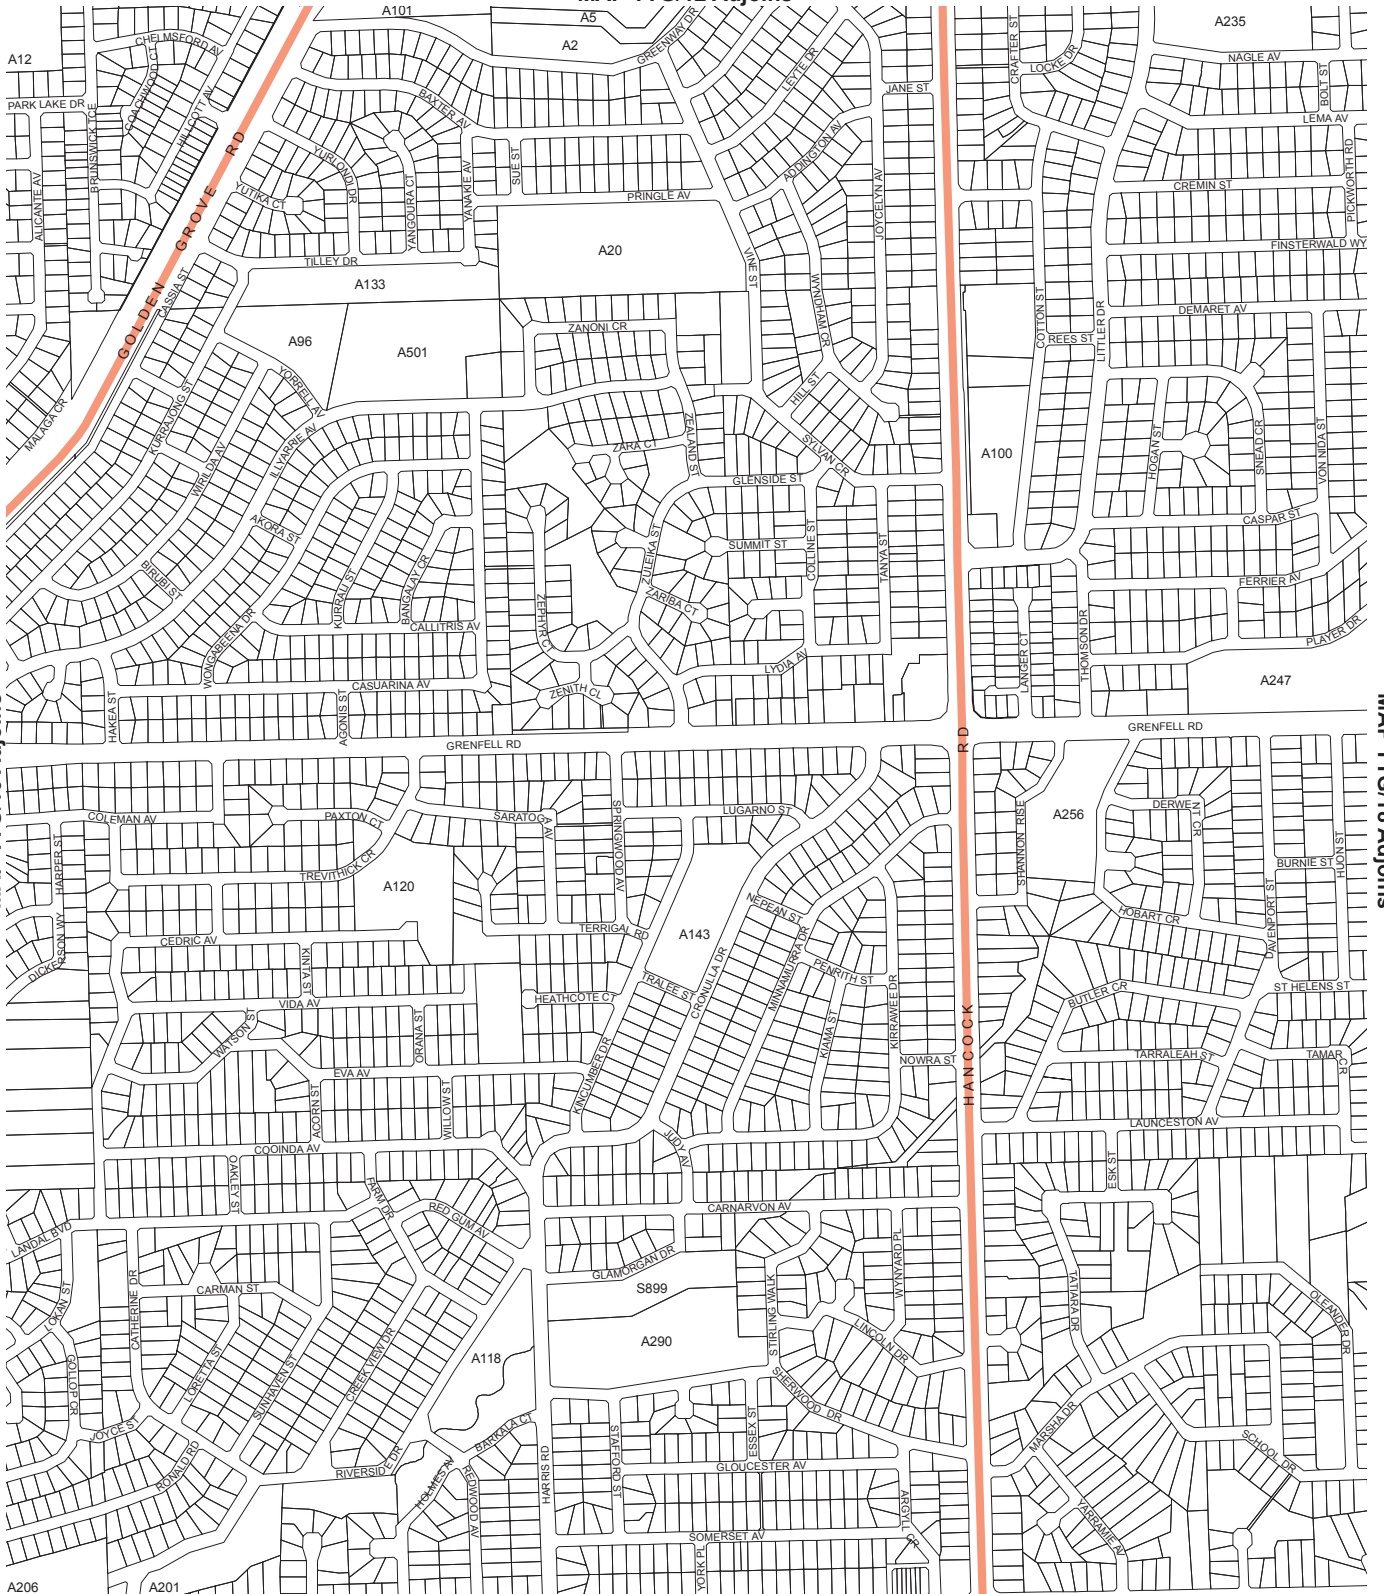 A101
A5
A2
GREENWAY DR
CRAFTER ST
A235
CHELMSFORD AV
A12
COACHWOOD CT
HILLCOTT AV
LEYTE DR
LOCKE DR
NAGLE AV
BOLT ST
JANE ST
PARK LAKE DR
BRUNSWICK TCE
BAXTER AV
LEMA AV
ADDINGTON AV
YURLONDI DR
SUE ST
PICKWORTH RD
ALICANTE AV
YUTIKA CT
YANGOURA CT
YANAKIE AV
PRINGLE AV
JOYCELYN AV
CREMIN ST
GOLDEN GROVE RD
A20
VINE ST
FINSTERWALD WY
TILLEY DR
A133
CASSIA ST
WYNDHAM CR
COTTON ST
LITTLER DR
DEMARET AV
ZANONI CR
A96
A501
REES ST
MALAGA CR
KURRAJONG ST
YORRELL AV
HILL ST
ILLYARRIE AV
WIRILDA AV
ZARA CT
ZEALAND ST
SYLVAN CR
A100
HOGAN ST
SNEAD CR
VON NIDA ST
GLENSIDE ST
AKORA ST
CASPAR ST
BIRUBI ST
KURRALI ST
BANGALAY CR
ZULEIKA ST
SUMMIT ST
COLLINE ST
TANYA ST
FERRIER AV
ZEPHYR CT
ZARIBA CT
WONGABEENA DR
CALLITRIS AV
THOMSON DR
LANGER CT
PLAYER DR
LYDIA AV
A247
HAKEA ST
CASUARINA AV
AGONIS ST
ZENITH CL
GRENFELL RD
GRENFELL RD
COLEMAN AV
HARPER ST
PAXTON CT
TREVITHICK CR
SARATOGA AV
SPRINGWOOD AV
LUGARNO ST
SHANNON RISE
A256
DERWENT CR
BURNIE ST
HUON ST
DAVENPORT ST
A120
NEPEAN ST
HOBART CR
TERRIGAL RD
A143
DICKERSON WY
CEDRIC AV
KINTA ST
TRALEE ST
CRONULLA DR
MINNAMURRA DR
PENRITH ST
HEATHCOTE CT
BUTLER CR
ST HELENS ST
VIDA AV
WATSON ST
ORANA ST
KIAMA ST
KIRRAWEE DR
HANCOCK RD
NOWRA ST
TARRALEAH ST
TAMAR CR
EVA AV
KINCUMBER DR
ACORN ST
WILLOW ST
LAUNCESTON AV
COOINDA AV
JUDY AV
OAKLEY ST
FARM DR
ESK ST
RED GUM AV
CARNARVON AV
LANDAL BVD
GLAMORGAN DR
WYNYARD PL
CATHERINE DR
CARMAN ST
S899
TATIARA DR
LOKAN ST
STIRLING WALK
OLEANDER DR
A290
LINCOLN DR
A118
GOLLOP CR
LORETTA ST
SUNHAVEN ST
CREEKVIEW DR
SHERWOOD DR
JOYCE ST
BARKALA CT
STAFFORD ST
ESSEX ST
MARSHA DR
SCHOOL DR
RONALD RD
RIVERSIDE DR
HOLMES AV
REDWOOD AV
HARRIS RD
GLOUCESTER AV
ARGYLL CR
YARRAMIE AV
SOMERSET AV
YORK PL
A206
A201